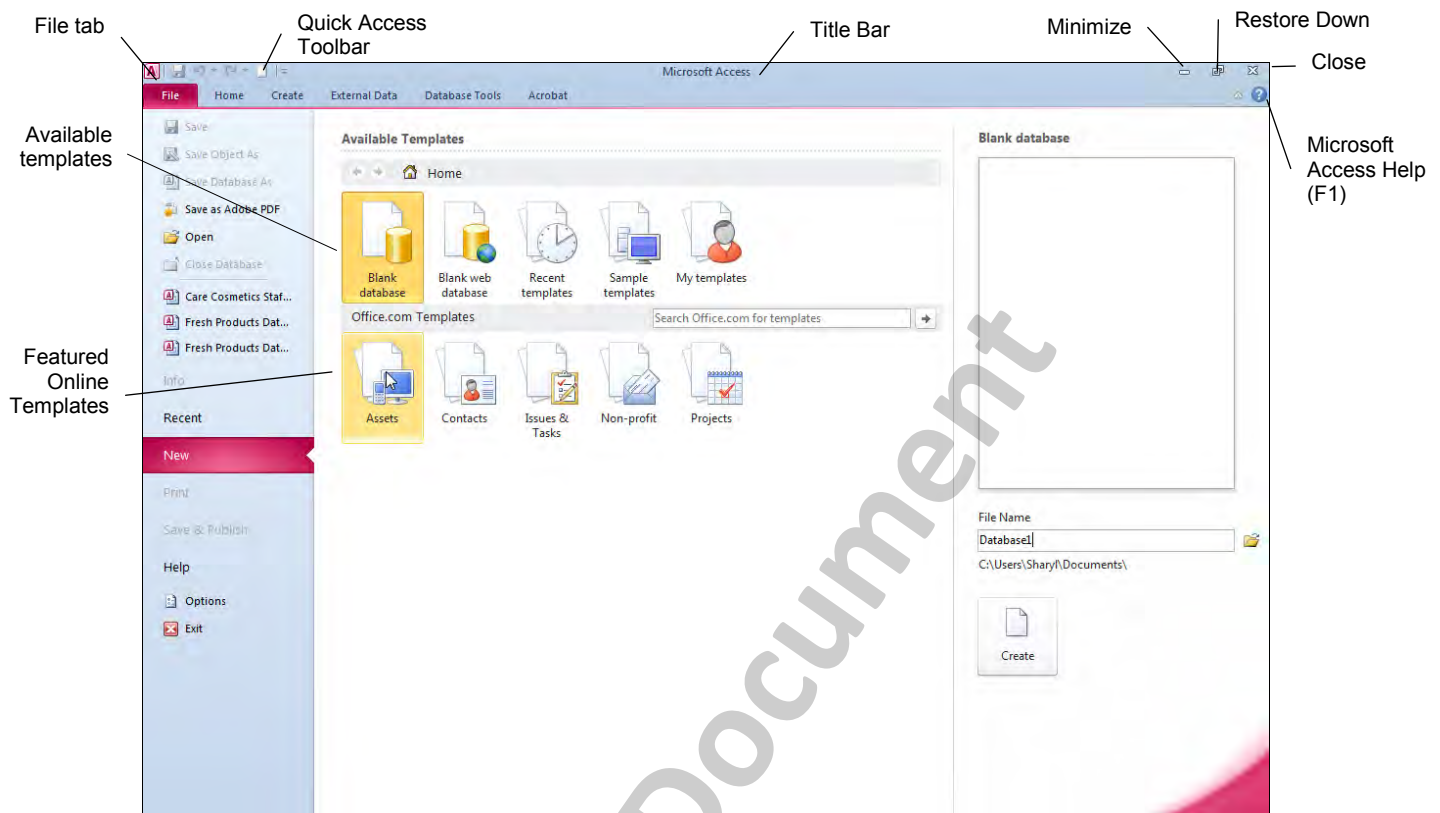 File tab
Quick Access
Toolbar
Title Bar
Minimize
Restore Down
Close
Microsoft Access
File Home Create External Data Database Tools Acrobat
Available
templates
Featured
Online
Templates
Microsoft
Access Help
(F1)
Save
Save Object As
Save Database As
Save as Adobe PDF
Open
Close Database
Care Cosmetics Staf...
Fresh Products Dat...
Fresh Products Dat...
Info
Recent
New
Print
Save & Publish
Help
Options
Exit
Available Templates
Home
Blank
database
Blank web
database
Recent
templates
Sample
templates
My templates
Office.com Templates
Search Office.com for templates
Assets
Contacts
Issues &
Tasks
Non-profit
Projects
Blank database
File Name
Database1
C:\Users\Sharyl\Documents\
Create
Document